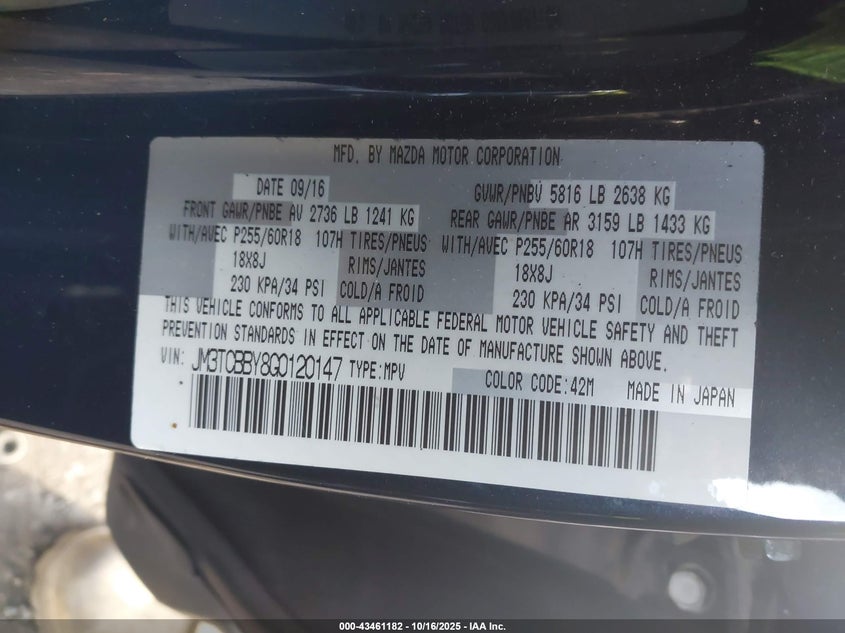 MFD. BY MAZDA MOTOR CORPORATION
DATE 09/16 GVWR/PNBV 5816 LB 2638 KG
FRONT GAWR/PNBE AV 2736 LB 1241 KG REAR GAWR/PNBE AR 3159 LB 1433 KG
WITH/AVEC P255/60R18 107H TIRES/PNEUS WITH/AVEC P255/60R18 107H TIRES/PNEUS
18X8J RIMS/JANTES 18X8J RIMS/JANTES
230 KPA/34 PSI COLD/A FROID 230 KPA/34 PSI COLD/A FROID
THIS VEHICLE CONFORMS TO ALL APPLICABLE FEDERAL MOTOR VEHICLE SAFETY AND THEFT
PREVENTION STANDARDS IN EFFECT ON THE DATE OF MANUFACTURE SHOWN ABOVE.
VIN: JM3TCBBY8G0120147 TYPE:MPV COLOR CODE:42M MADE IN JAPAN
000-43461182 - 10/16/2025 - IAA Inc.